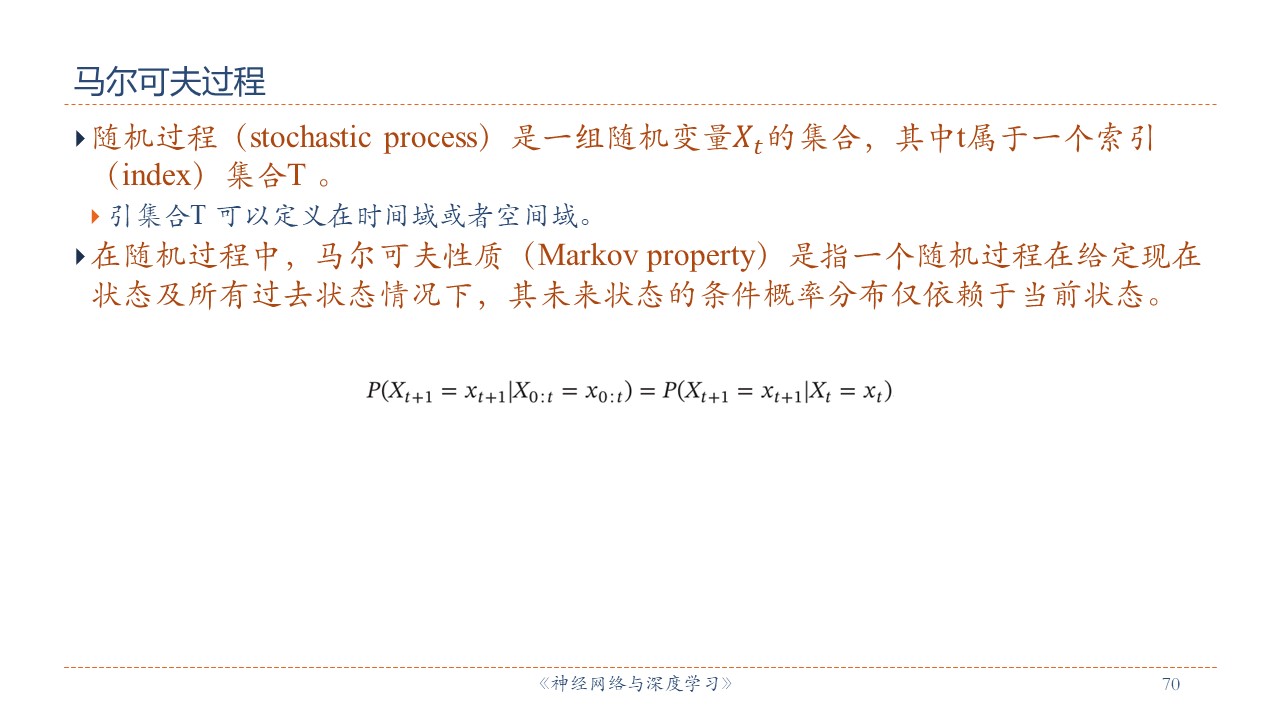 马尔可夫过程
随机过程（stochastic process）是一组随机变量X_t的集合，其中t属于一个索引
（index）集合T 。
引集合T 可以定义在时间域或者空间域。
在随机过程中，马尔可夫性质（Markov property）是指一个随机过程在给定现在
状态及所有过去状态情况下，其未来状态的条件概率分布仅依赖于当前状态。
P(X_{t+1} = x_{t+1}|X_{0:t} = x_{0:t}) = P(X_{t+1} = x_{t+1}|X_t = x_t)
《神经网络与深度学习》
70